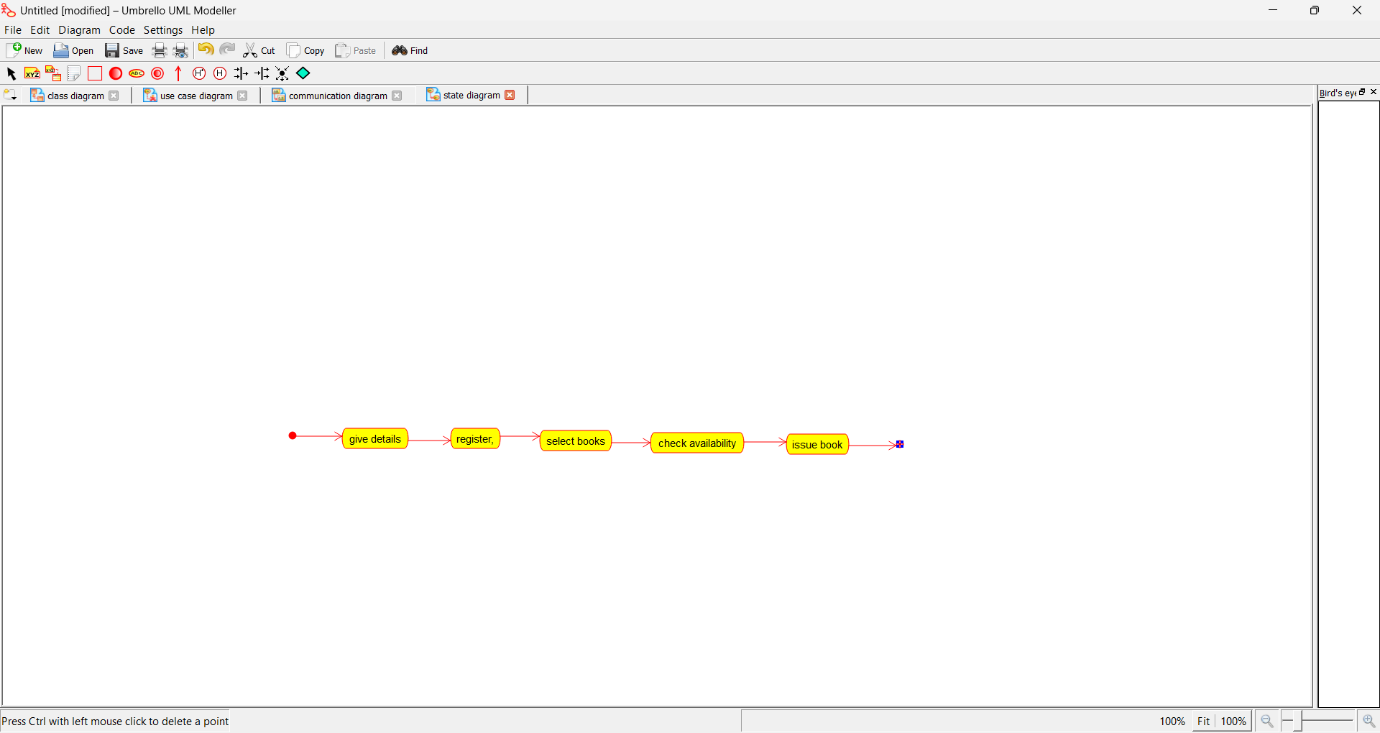 Untitled [modified] – Umbrello UML Modeller
File Edit Diagram Code Settings Help
New Open Save Cut Copy Paste Find
XYZ ABC H H
class diagram use case diagram communication diagram state diagram Bird's eye
give details register, select books check availability issue book
Press Ctrl with left mouse click to delete a point 100% Fit 100%